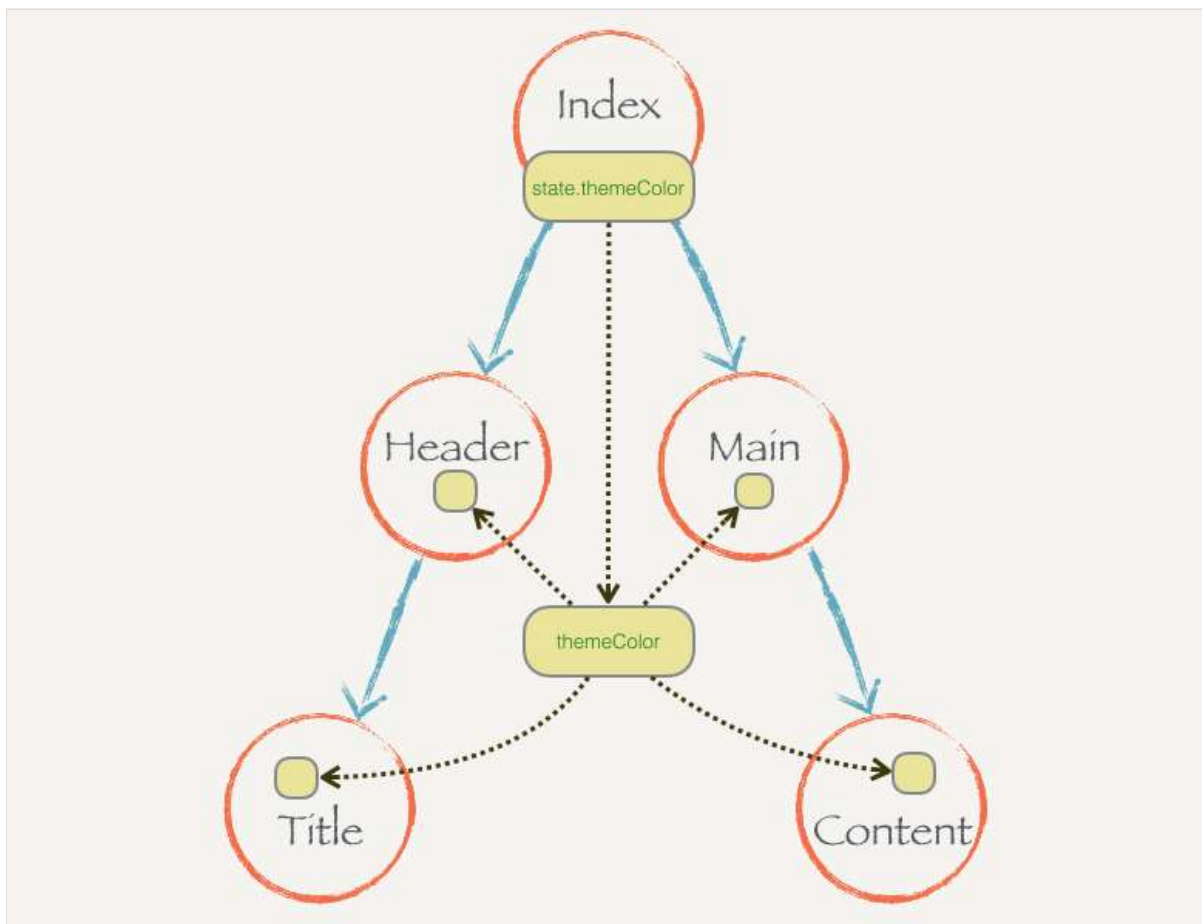 Index
state.themeColor
Header
Main
themeColor
Title
Content